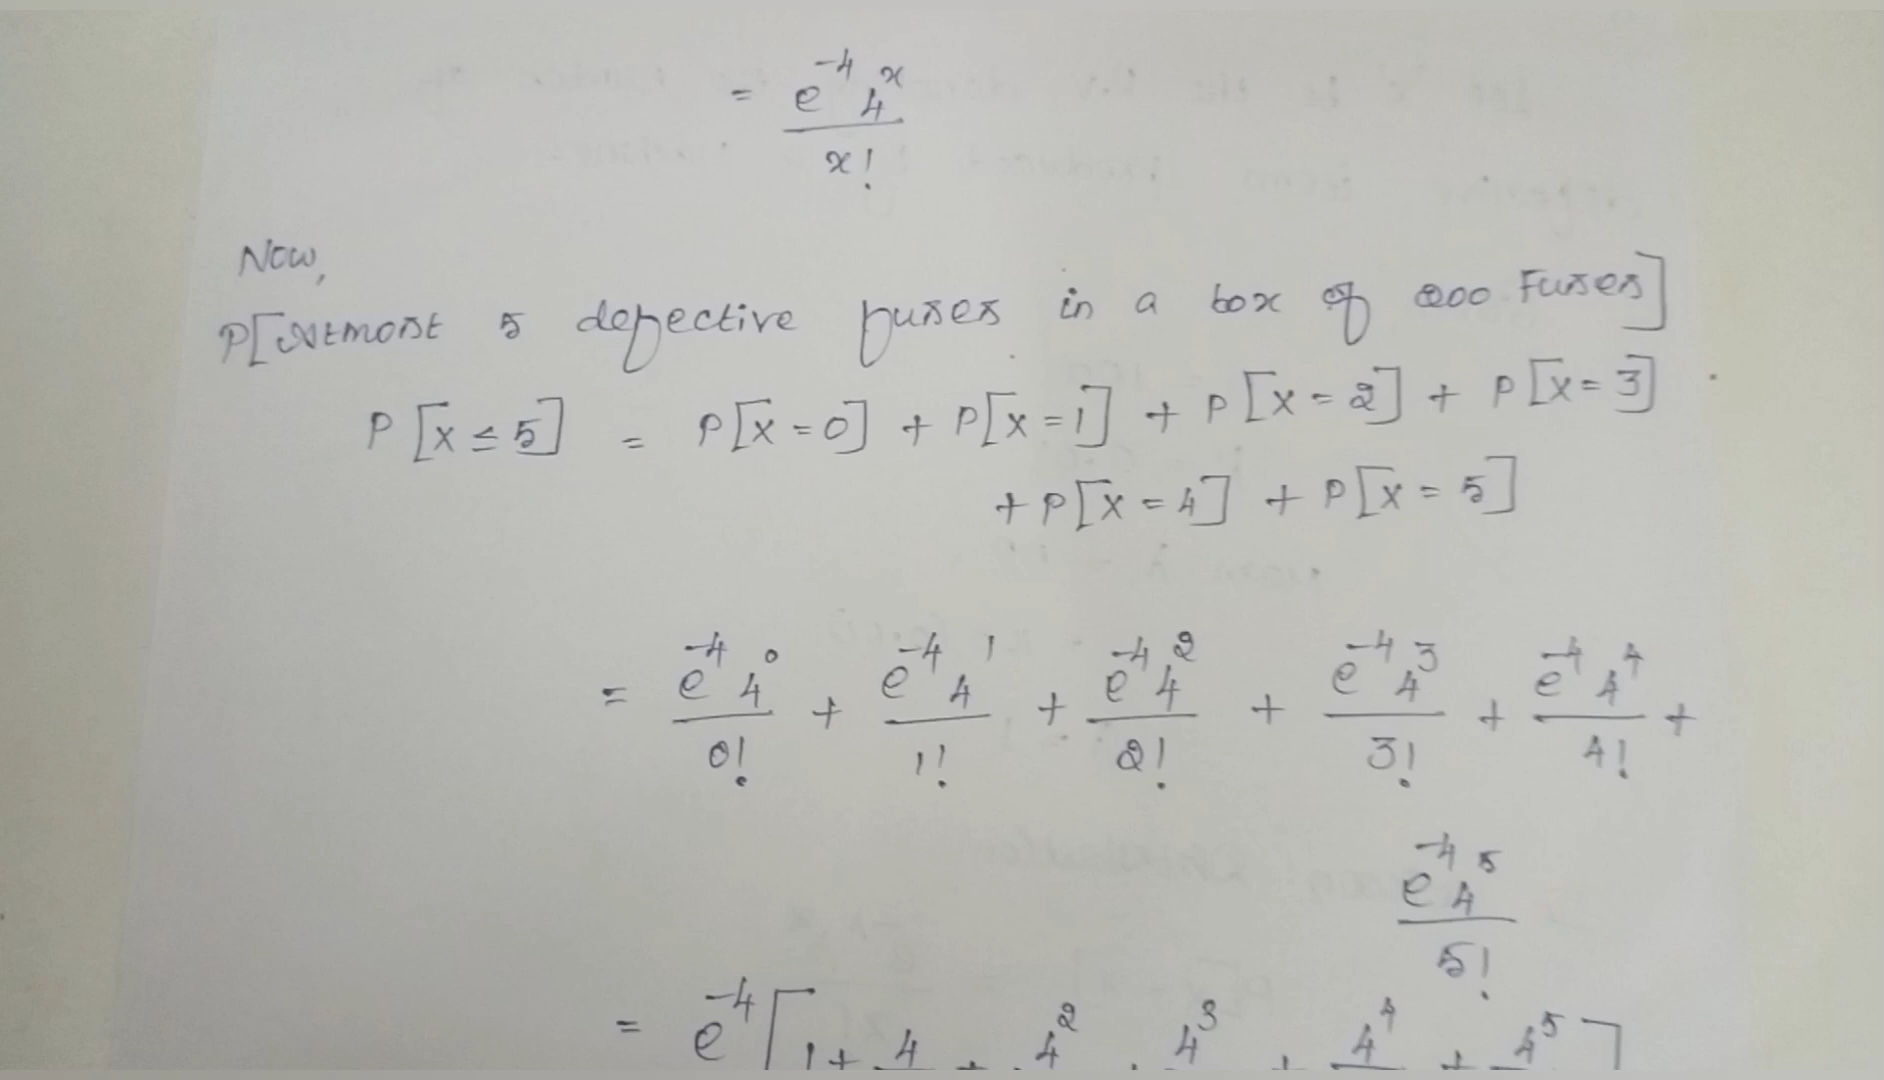 = e^-4 4^x / x!
Now,
P[Atmost 5 defective fuses in a box of 200 Fuses]
P[X ≤ 5] = P[X = 0] + P[X = 1] + P[X = 2] + P[X = 3]
+ P[X = 4] + P[X = 5]
= e^-4 4^0 / 0! + e^-4 4^1 / 1! + e^-4 4^2 / 2! + e^-4 4^3 / 3! + e^-4 4^4 / 4! +
e^-4 4^5 / 5!
= e^-4 [1 + 4 + 4^2 + 4^3 + 4^4 + 4^5]